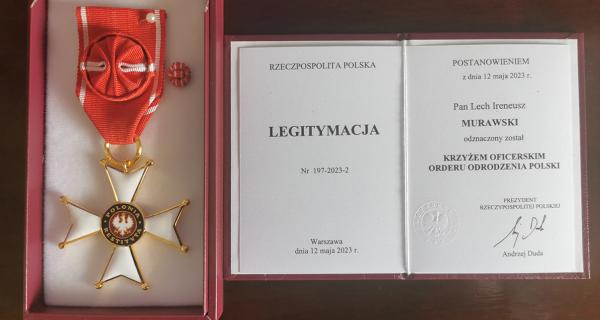 POLONIA
RESTITUTA
RZECZPOSPOLITA POLSKA
LEGITYMACJA
Nr 197-2023-2
Warszawa
dnia 12 maja 2023 r.
POSTANOWIENIEM
z dnia 12 maja 2023 r.
Pan Lech Ireneusz
MURAWSKI
odznaczony został
KRZYŻEM OFICERSKIM
ORDERU ODRODZENIA POLSKI
PREZYDENT
RZECZYPOSPOLITEJ POLSKIEJ
Andrzej Duda